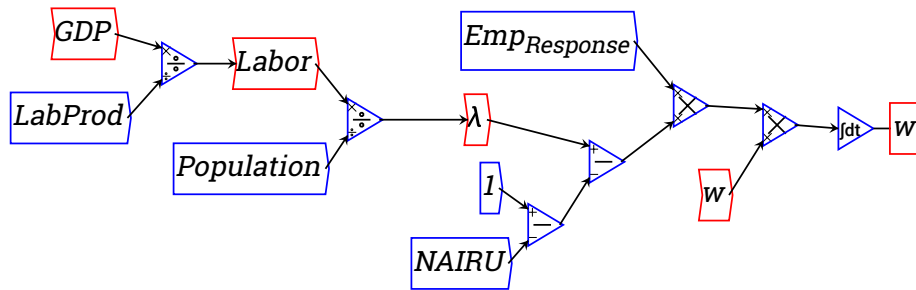 GDP
LabProd
÷
Labor
Population
÷
λ
1
NAIRU
+
−
+
−
Emp_Response
×
w
×
∫dt
w